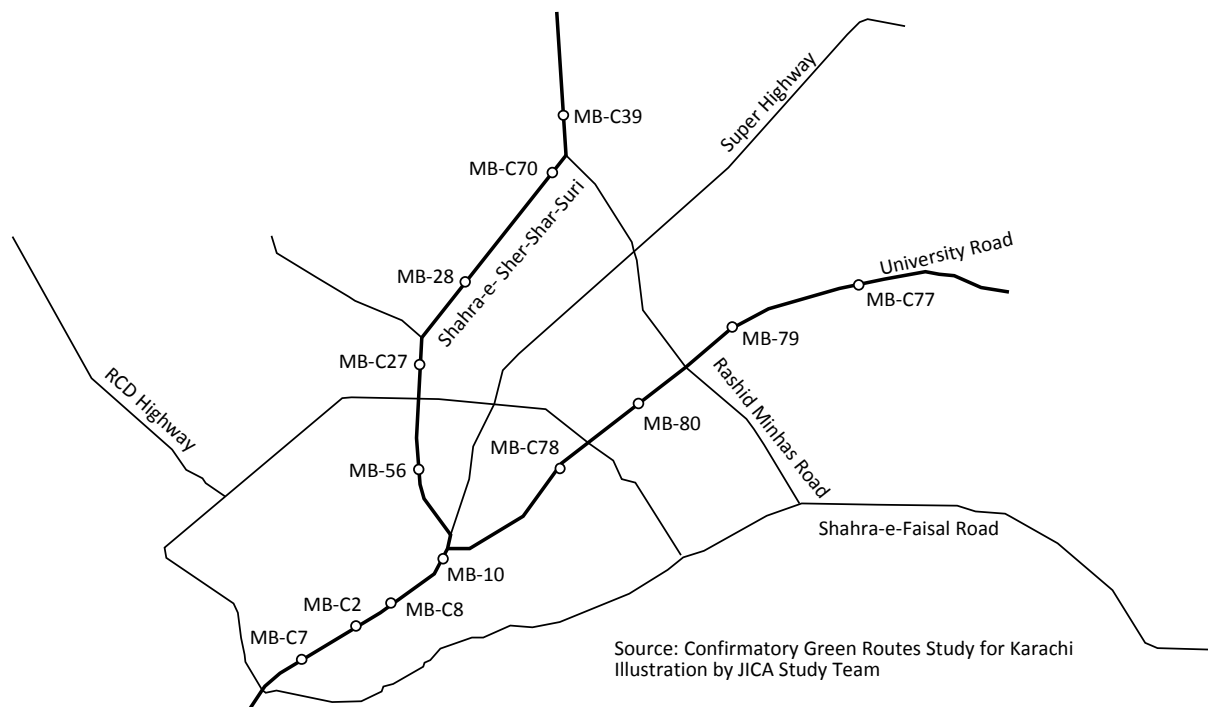 MB-C39
Super Highway
MB-C70
Shahra-e- Sher-Shar-Suri
University Road
MB-28
MB-C77
MB-79
MB-C27
RCD Highway
Rashid Minhas Road
MB-80
MB-C78
MB-56
Shahra-e-Faisal Road
MB-10
MB-C2
MB-C8
MB-C7
Source: Confirmatory Green Routes Study for Karachi
Illustration by JICA Study Team